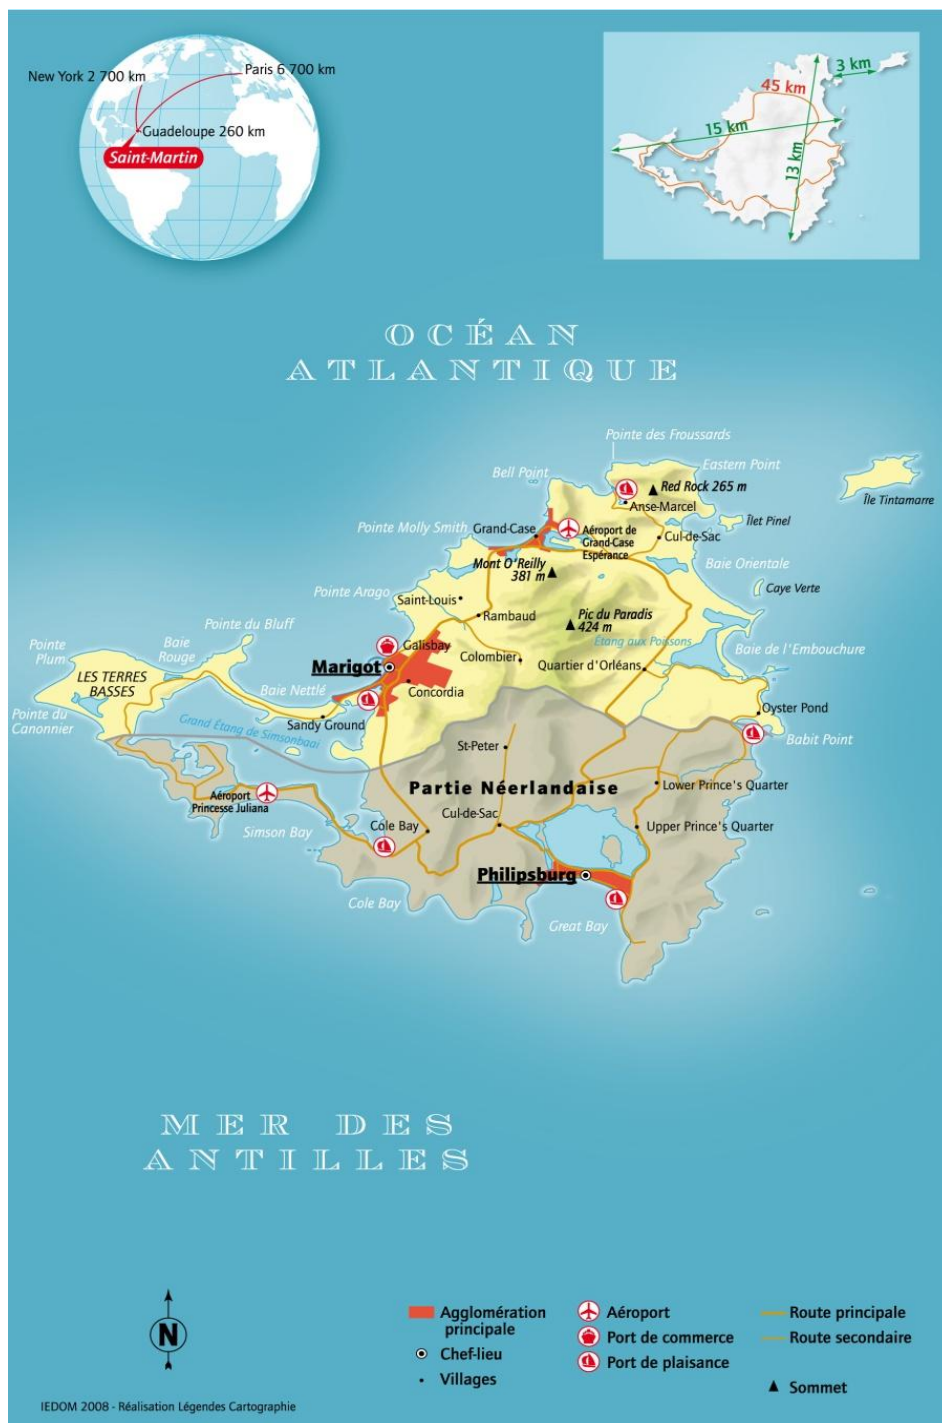 New York 2 700 km
Paris 6 700 km
Guadeloupe 260 km
Saint-Martin
3 km
45 km
15 km
13 km
OCÉAN
ATLANTIQUE
Pointe des Froussards
Bell Point
Eastern Point
Red Rock 265 m
Île Tintamarre
Anse-Marcel
Pointe Molly Smith
Grand-Case
Aéroport de
Grand-Case
Espérance
Îlet Pinel
Cul-de-Sac
Mont O'Reilly
381 m
Baie Orientale
Pointe Arago
Saint-Louis
Caye Verte
Rambaud
Pic du Paradis
424 m
Pointe du Bluff
Galisbay
Étang aux Poissons
Baie de l'Embouchure
Pointe
Plum
Baie
Rouge
Marigot
Colombier
Quartier d'Orléans
LES TERRES
BASSES
Baie Nettlé
Concordia
Pointe du
Canonnier
Sandy Ground
Oyster Pond
Grand Étang de Simsonbaai
Babit Point
St-Peter
Partie Néerlandaise
Lower Prince's Quarter
Aéroport
Princesse Juliana
Simson Bay
Cole Bay
Cul-de-Sac
Upper Prince's Quarter
Philipsburg
Cole Bay
Great Bay
MER DES
ANTILLES
N
Agglomération
principale
Chef-lieu
Villages
Aéroport
Port de commerce
Port de plaisance
Route principale
Route secondaire
Sommet
IEDOM 2008 - Réalisation Légendes Cartographie